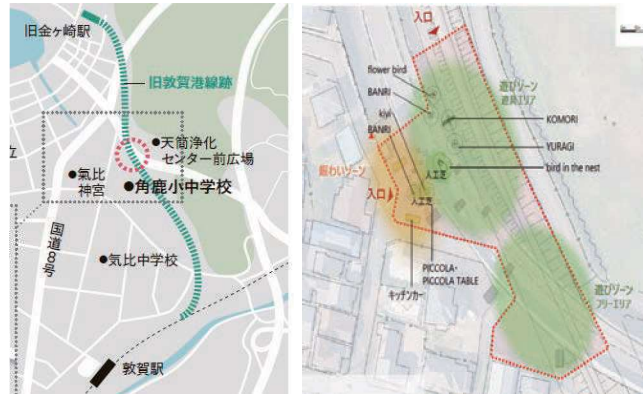 旧金ヶ崎駅
旧敦賀港線跡
天筒浄化
センター前広場
立
氣比
神宮
角鹿小中学校
国道8号
気比中学校
敦賀駅
入口
flower bird
遊びゾーン
遊具エリア
BANRI
KOMORI
kivi
BANRI
YURAGI
賑わいゾーン
bird in the nest
人工芝
入口
人工芝
PICCOLA・
PICCOLA TABLE
キッチンカー
遊びゾーン
フリーエリア